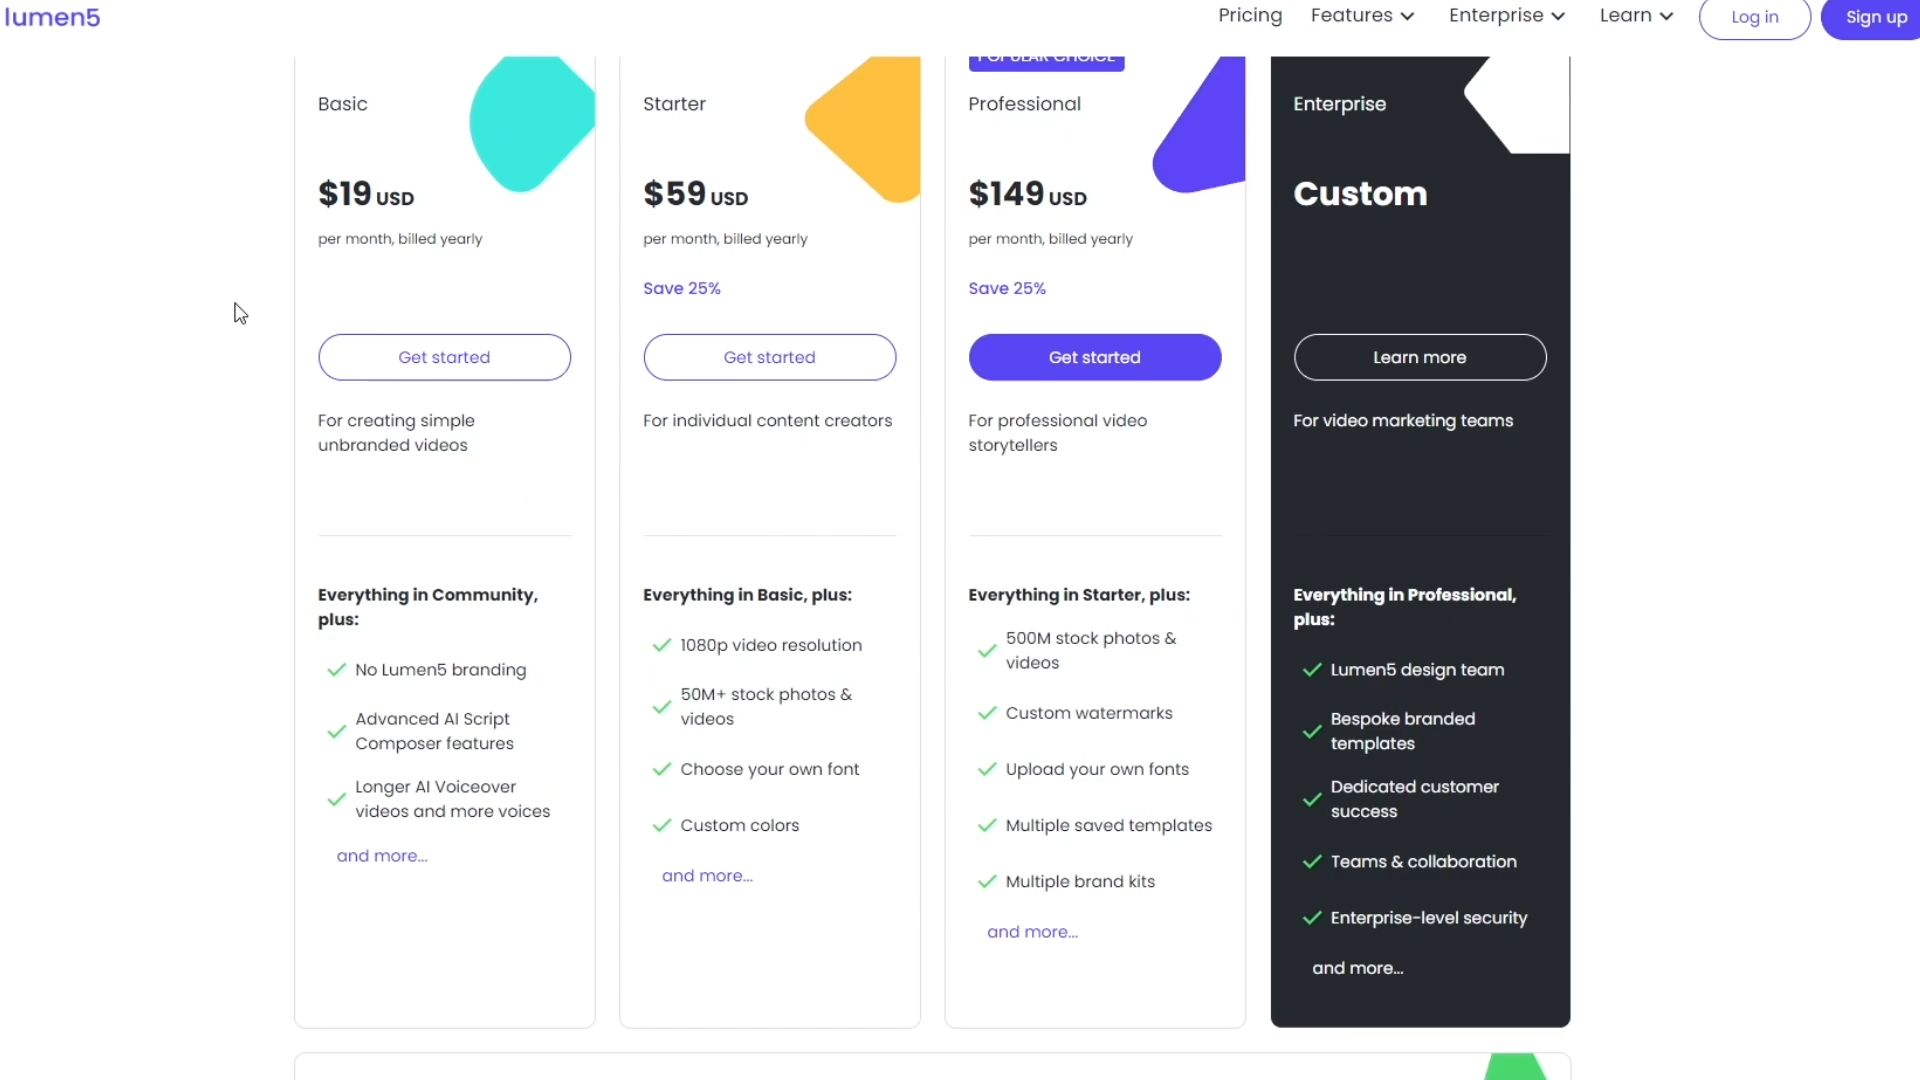 lumen5
Pricing
Features
Enterprise
Learn
Log in
Sign up
Basic
$19 USD
per month, billed yearly
Get started
For creating simple
unbranded videos
Everything in Community,
plus:
No Lumen5 branding
Advanced AI Script
Composer features
Longer AI Voiceover
videos and more voices
and more...
Starter
$59 USD
per month, billed yearly
Save 25%
Get started
For individual content creators
Everything in Basic, plus:
1080p video resolution
50M+ stock photos &
videos
Choose your own font
Custom colors
and more...
POPULAR CHOICE
Professional
$149 USD
per month, billed yearly
Save 25%
Get started
For professional video
storytellers
Everything in Starter, plus:
500M stock photos &
videos
Custom watermarks
Upload your own fonts
Multiple saved templates
Multiple brand kits
and more...
Enterprise
Custom
Learn more
For video marketing teams
Everything in Professional,
plus:
Lumen5 design team
Bespoke branded
templates
Dedicated customer
success
Teams & collaboration
Enterprise-level security
and more...